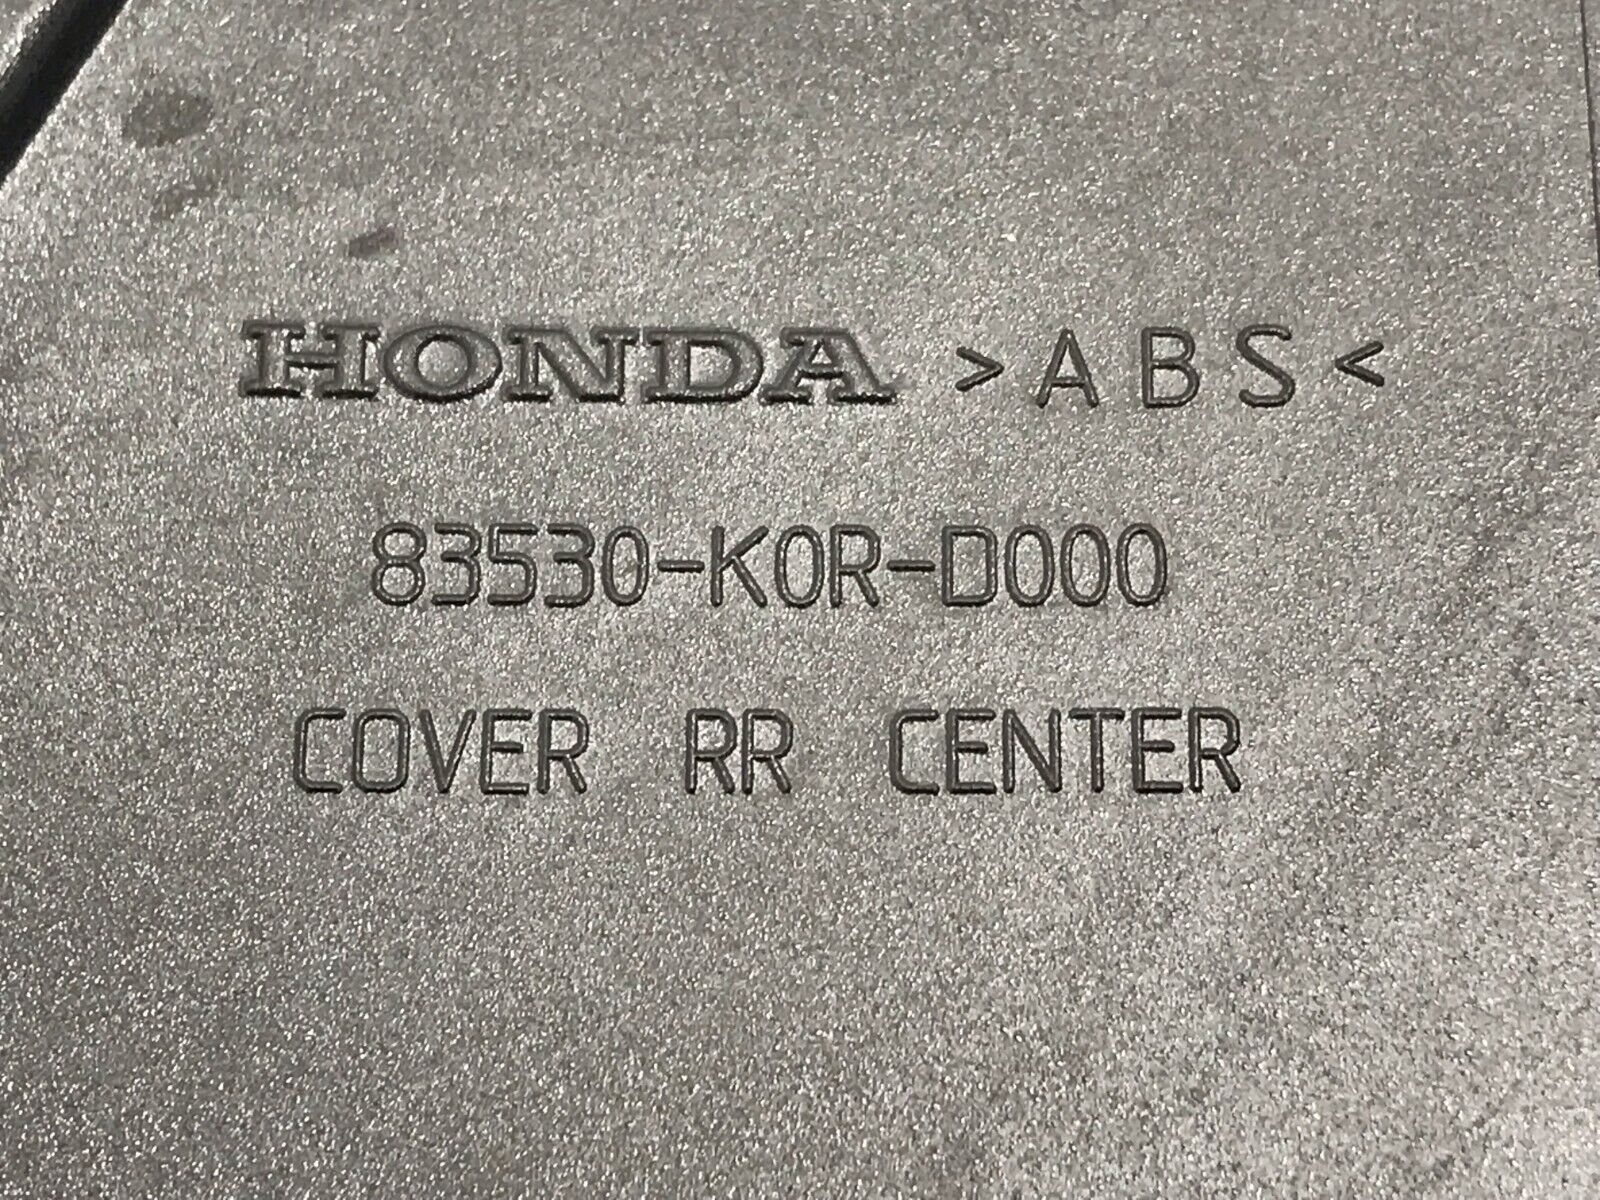 HONDA >ABS<
83530-K0R-D000
COVER RR CENTER